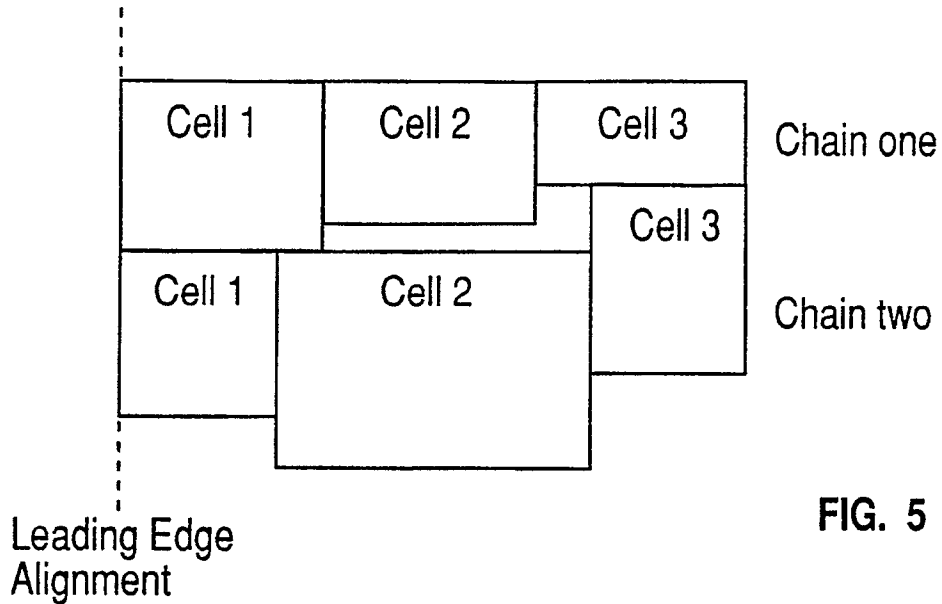 Cell 1
Cell 2
Cell 3
Chain one
Cell 3
Cell 1
Cell 2
Chain two
FIG. 5
Leading Edge
Alignment